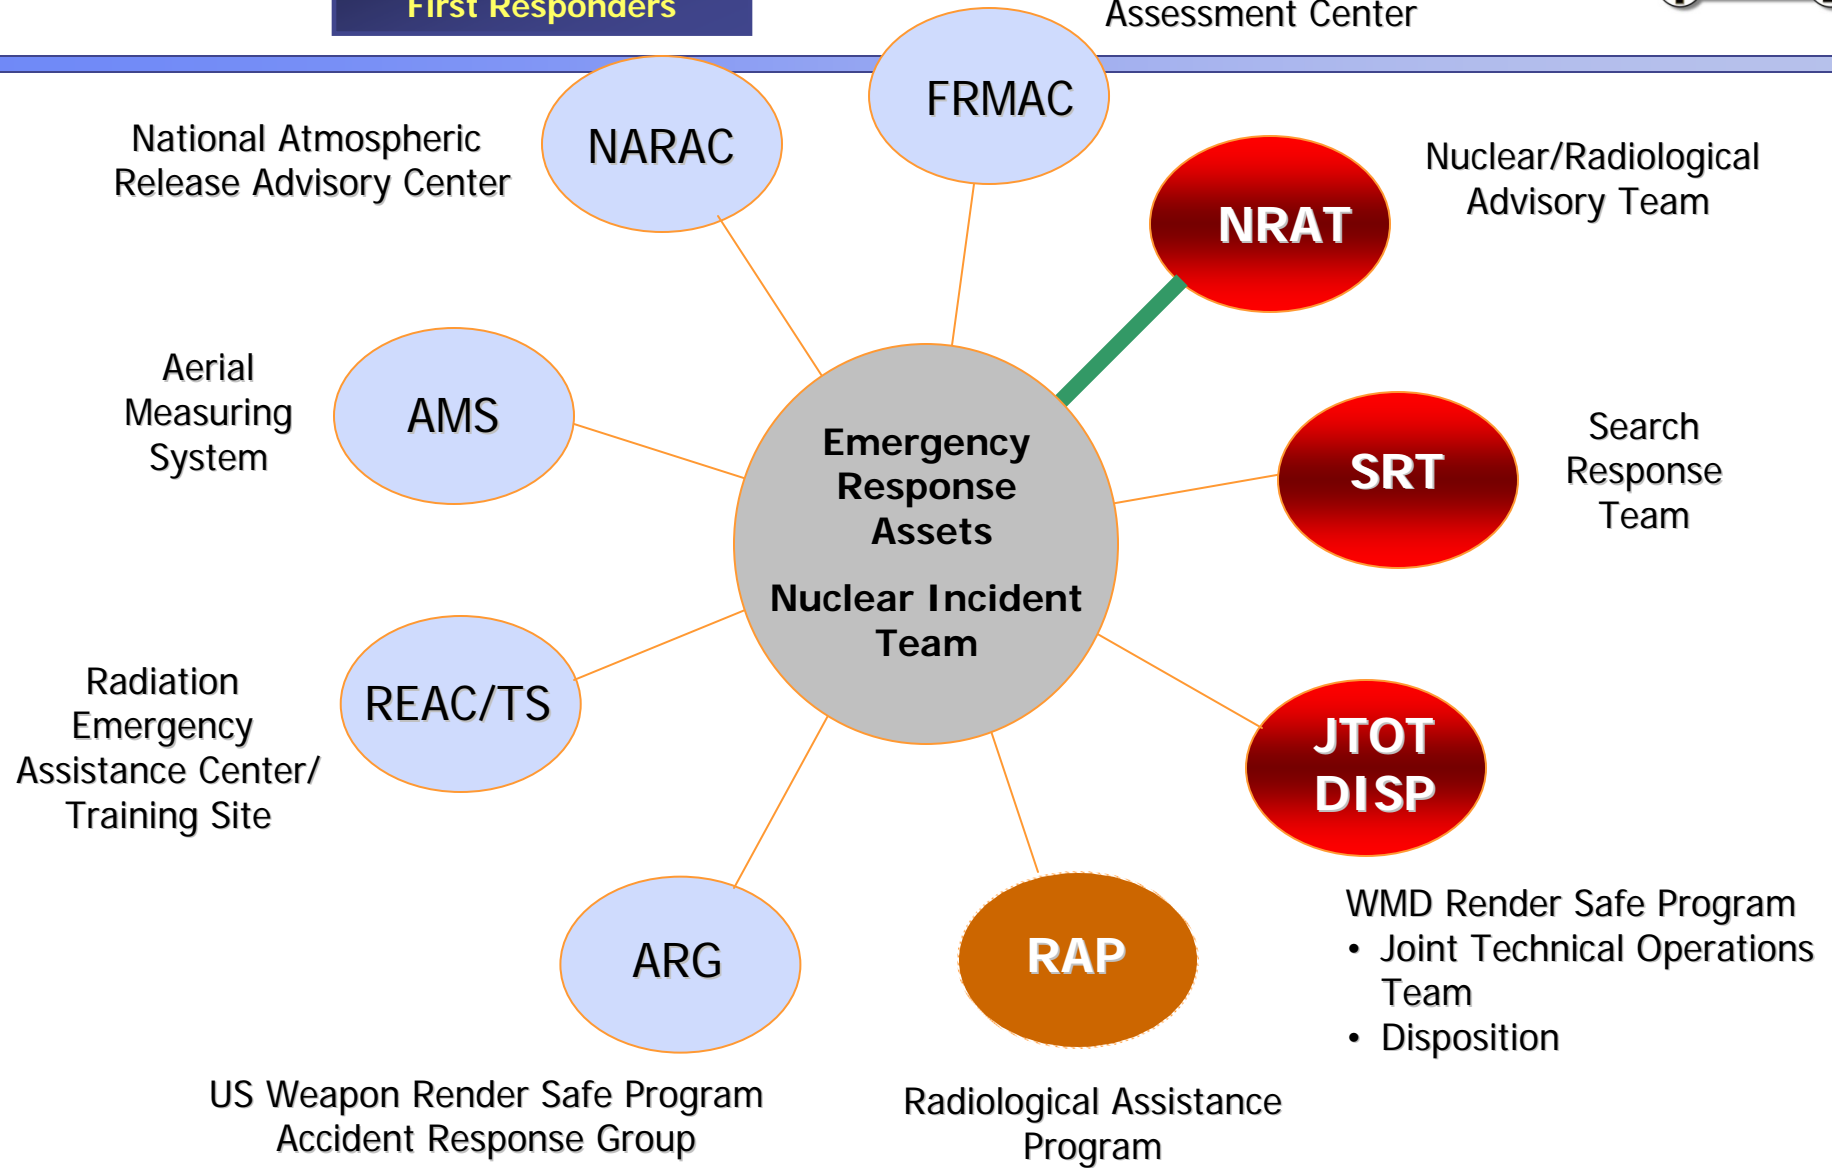 First Responders
Assessment Center
FRMAC
NARAC
National Atmospheric
Release Advisory Center
NRAT
Nuclear/Radiological
Advisory Team
Aerial
Measuring
System
AMS
Emergency
Response
Assets
Nuclear Incident
Team
SRT
Search
Response
Team
Radiation
Emergency
Assistance Center/
Training Site
REAC/TS
JTOT
DISP
WMD Render Safe Program
• Joint Technical Operations
Team
• Disposition
ARG
US Weapon Render Safe Program
Accident Response Group
RAP
Radiological Assistance
Program